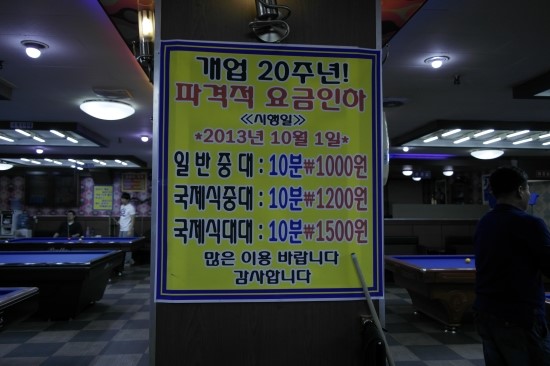 개업 20주년!
파격적 요금인하
≪시행일≫
★2013년 10월 1일★
일반중대 : 10분₩1000원
국제식중대 : 10분₩1200원
국제식대대 : 10분₩1500원
많은 이용 바랍니다
감사합니다